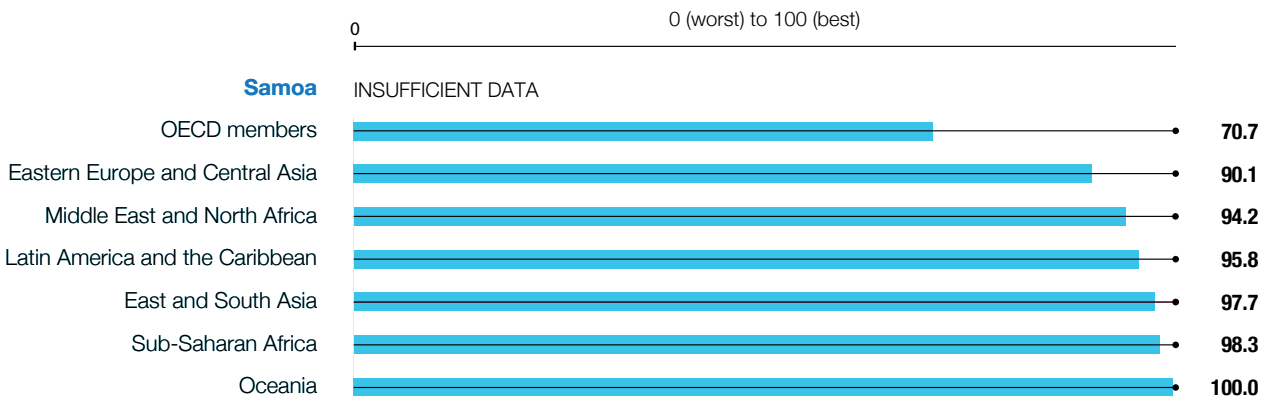 0 (worst) to 100 (best)
0
Samoa INSUFFICIENT DATA
OECD members 70.7
Eastern Europe and Central Asia 90.1
Middle East and North Africa 94.2
Latin America and the Caribbean 95.8
East and South Asia 97.7
Sub-Saharan Africa 98.3
Oceania 100.0